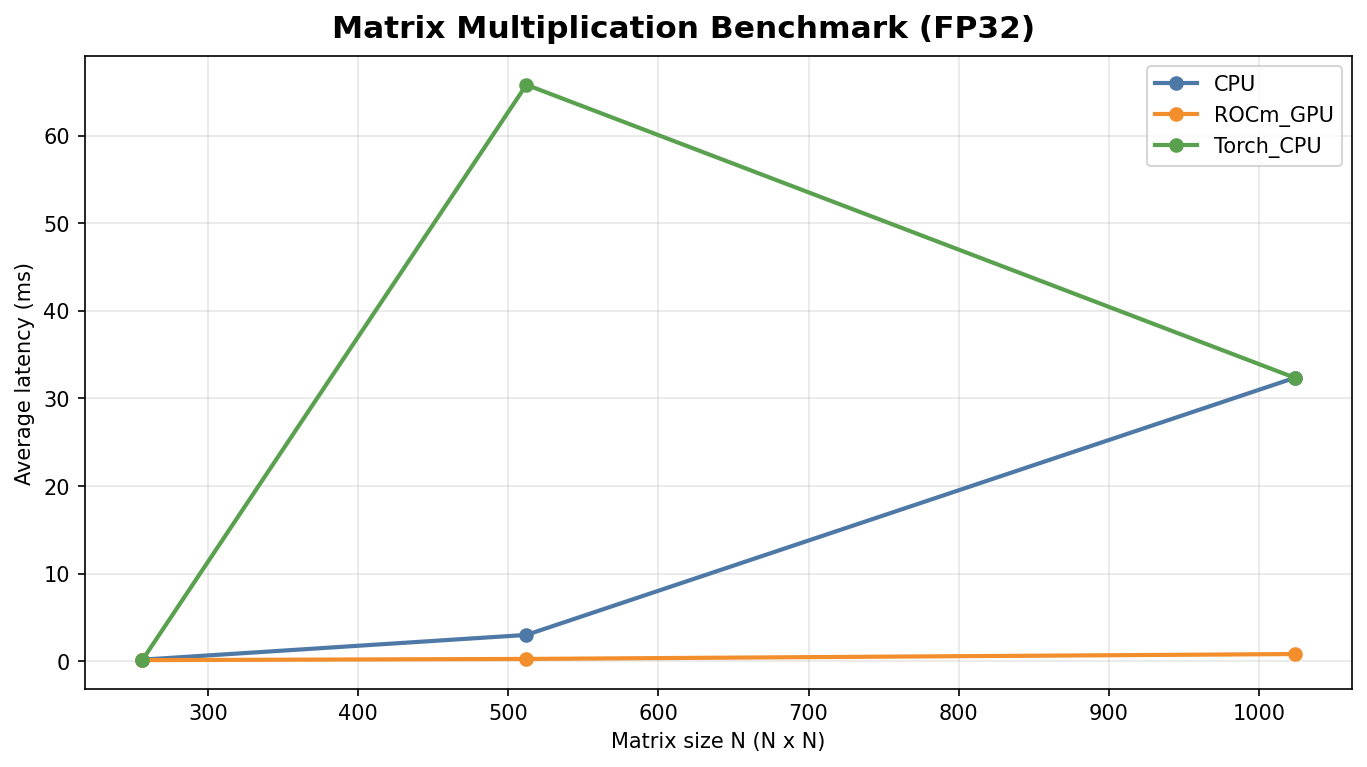 Matrix Multiplication Benchmark (FP32)
CPU
ROCm_GPU
Torch_CPU
Average latency (ms)
60
50
40
30
20
10
0
300 400 500 600 700 800 900 1000
Matrix size N (N x N)